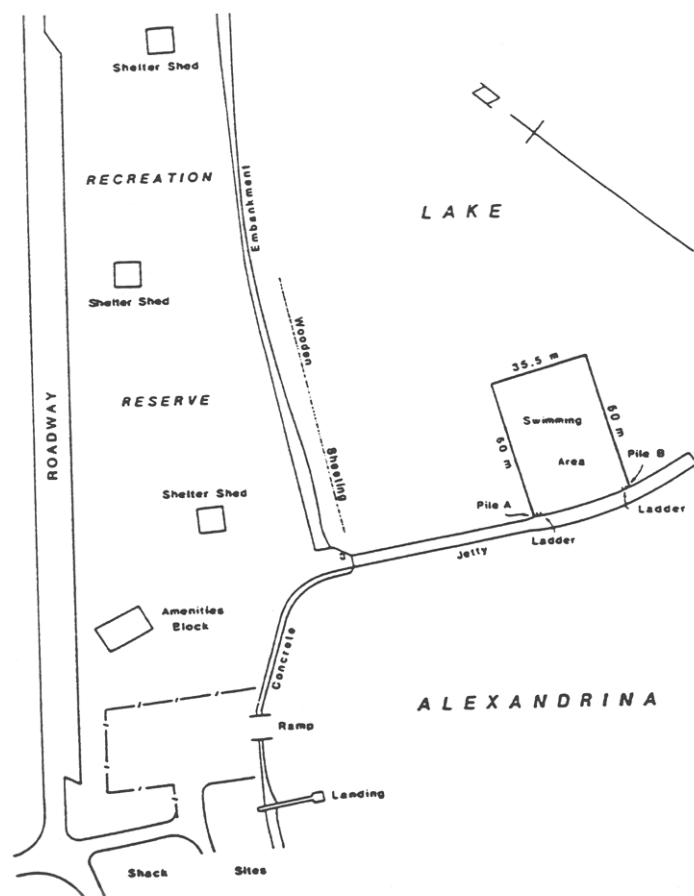 Shelter Shed
RECREATION
LAKE
Embankment
Shelter Shed
Wooden
Sheeting
35.5 m
60 m
60 m
Swimming
Area
RESERVE
ROADWAY
Pile B
Pile A
Ladder
Ladder
Shelter Shed
Jetty
Amenities
Block
Concrete
ALEXANDRINA
Ramp
Landing
Shack
Sites